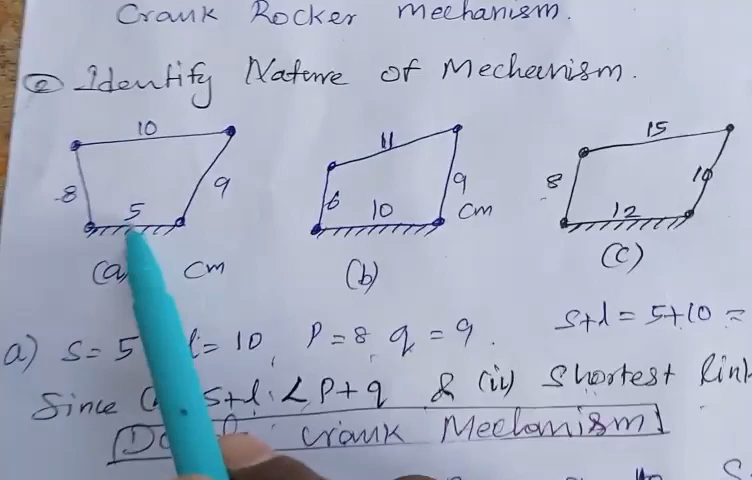 Crank Rocker mechanism.
② Identify Nature of Mechanism.
10
8
9
5
(a) cm
11
6
9
10 cm
(b)
15
8
10
12
(c)
a) s = 5 l = 10, P = 8, q = 9. s+l = 5+10 =
Since s+l < P+q & (ii) Shortest link
crank Mechanism